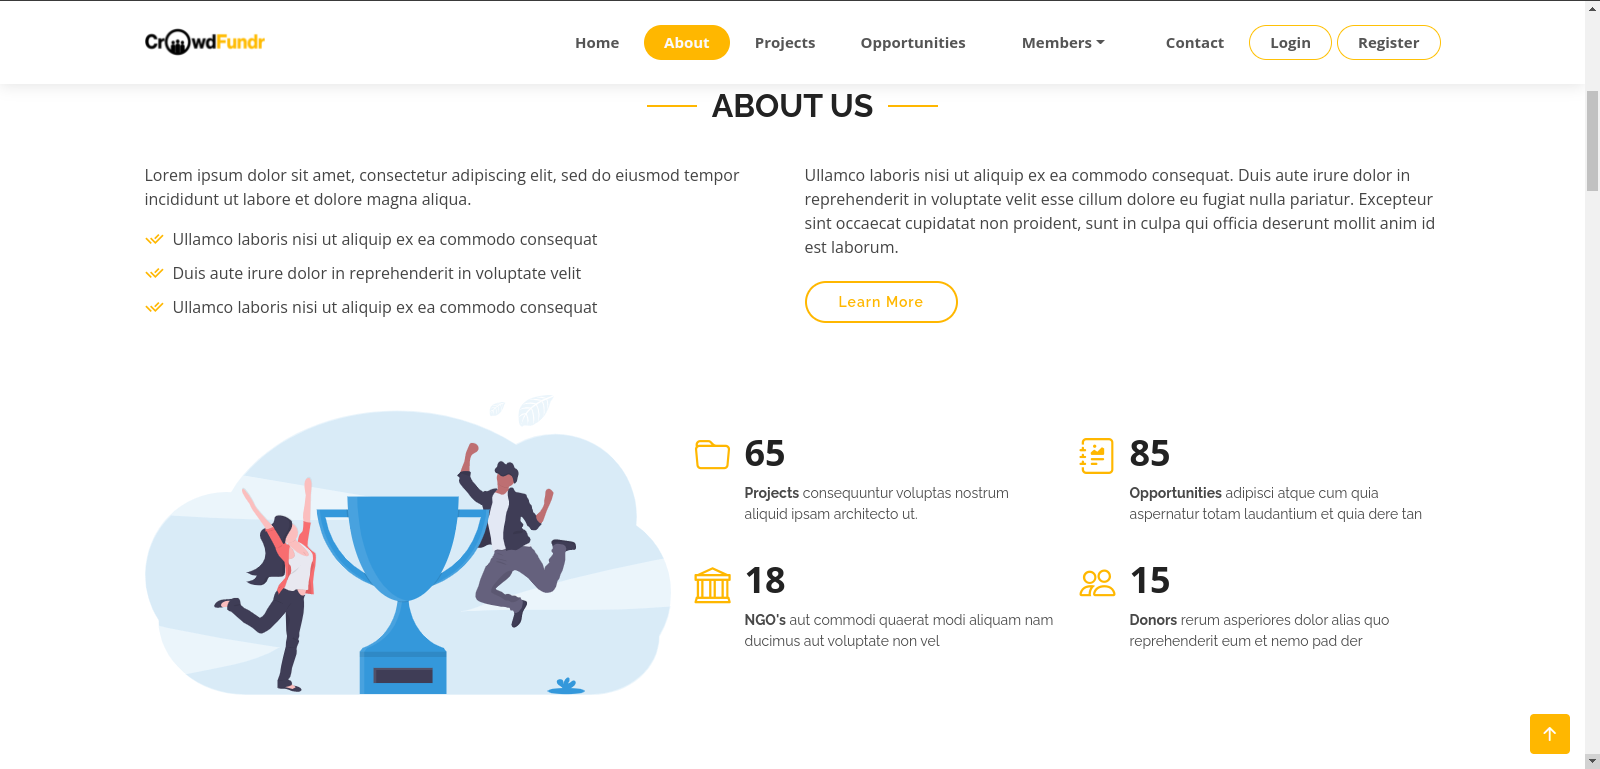 CrowdFundr
Home About Projects Opportunities Members Contact Login Register
ABOUT US
Lorem ipsum dolor sit amet, consectetur adipiscing elit, sed do eiusmod tempor
incididunt ut labore et dolore magna aliqua.
Ullamco laboris nisi ut aliquip ex ea commodo consequat
Duis aute irure dolor in reprehenderit in voluptate velit
Ullamco laboris nisi ut aliquip ex ea commodo consequat
Ullamco laboris nisi ut aliquip ex ea commodo consequat. Duis aute irure dolor in
reprehenderit in voluptate velit esse cillum dolore eu fugiat nulla pariatur. Excepteur
sint occaecat cupidatat non proident, sunt in culpa qui officia deserunt mollit anim id
est laborum.
Learn More
65
Projects consequuntur voluptas nostrum
aliquid ipsam architecto ut.
85
Opportunities adipisci atque cum quia
aspernatur totam laudantium et quia dere tan
18
NGO's aut commodi quaerat modi aliquam nam
ducimus aut voluptate non vel
15
Donors rerum asperiores dolor alias quo
reprehenderit eum et nemo pad der